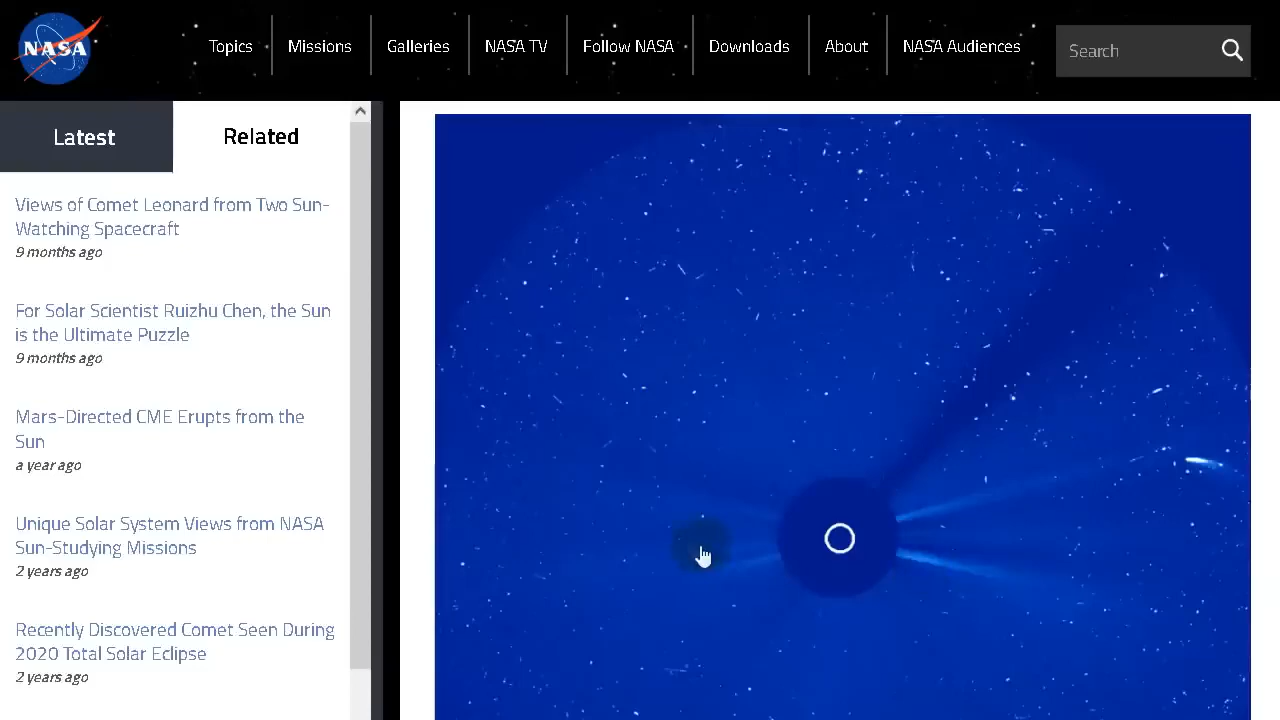 NASA
Topics
Missions
Galleries
NASA TV
Follow NASA
Downloads
About
NASA Audiences
Search
Latest
Related
Views of Comet Leonard from Two Sun-
Watching Spacecraft
9 months ago
For Solar Scientist Ruizhu Chen, the Sun
is the Ultimate Puzzle
9 months ago
Mars-Directed CME Erupts from the
Sun
a year ago
Unique Solar System Views from NASA
Sun-Studying Missions
2 years ago
Recently Discovered Comet Seen During
2020 Total Solar Eclipse
2 years ago